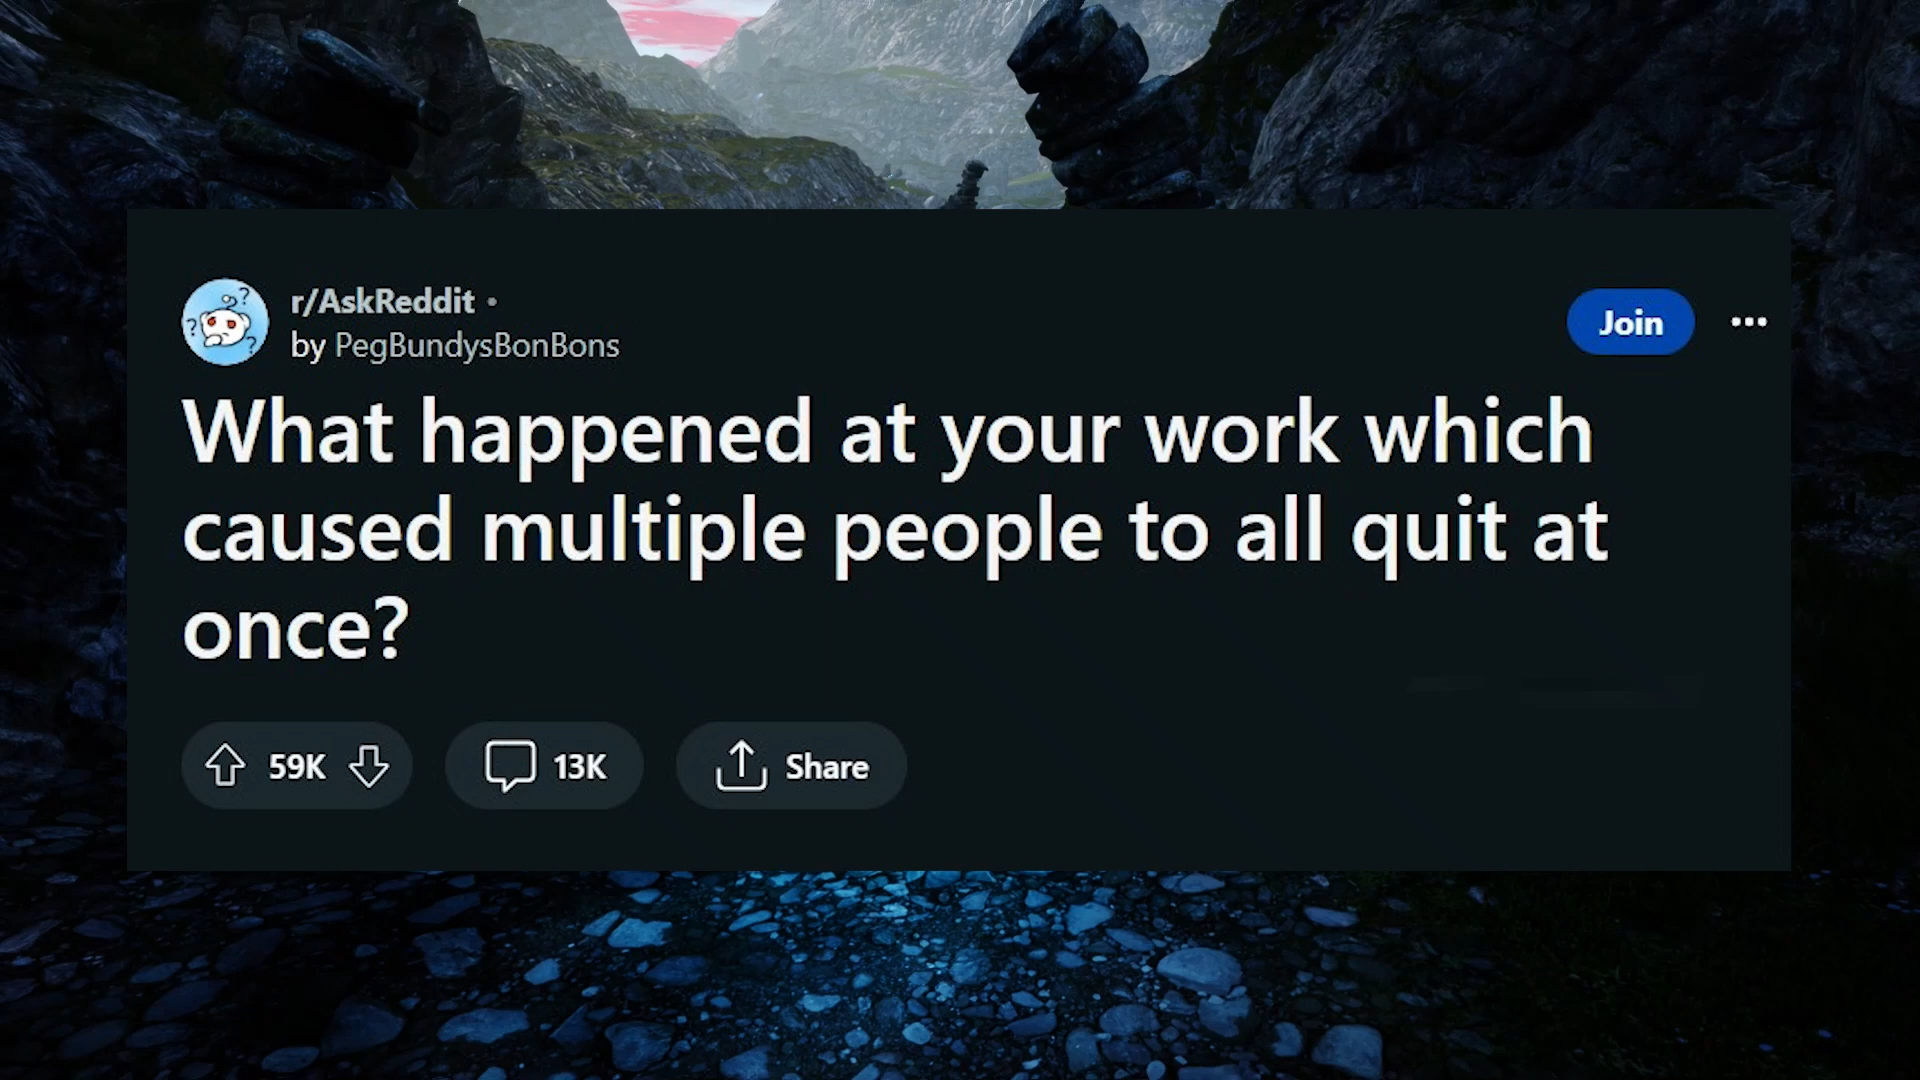 r/AskReddit •
by PegBundysBonBons
Join
What happened at your work which
caused multiple people to all quit at
once?
59K
13K
Share